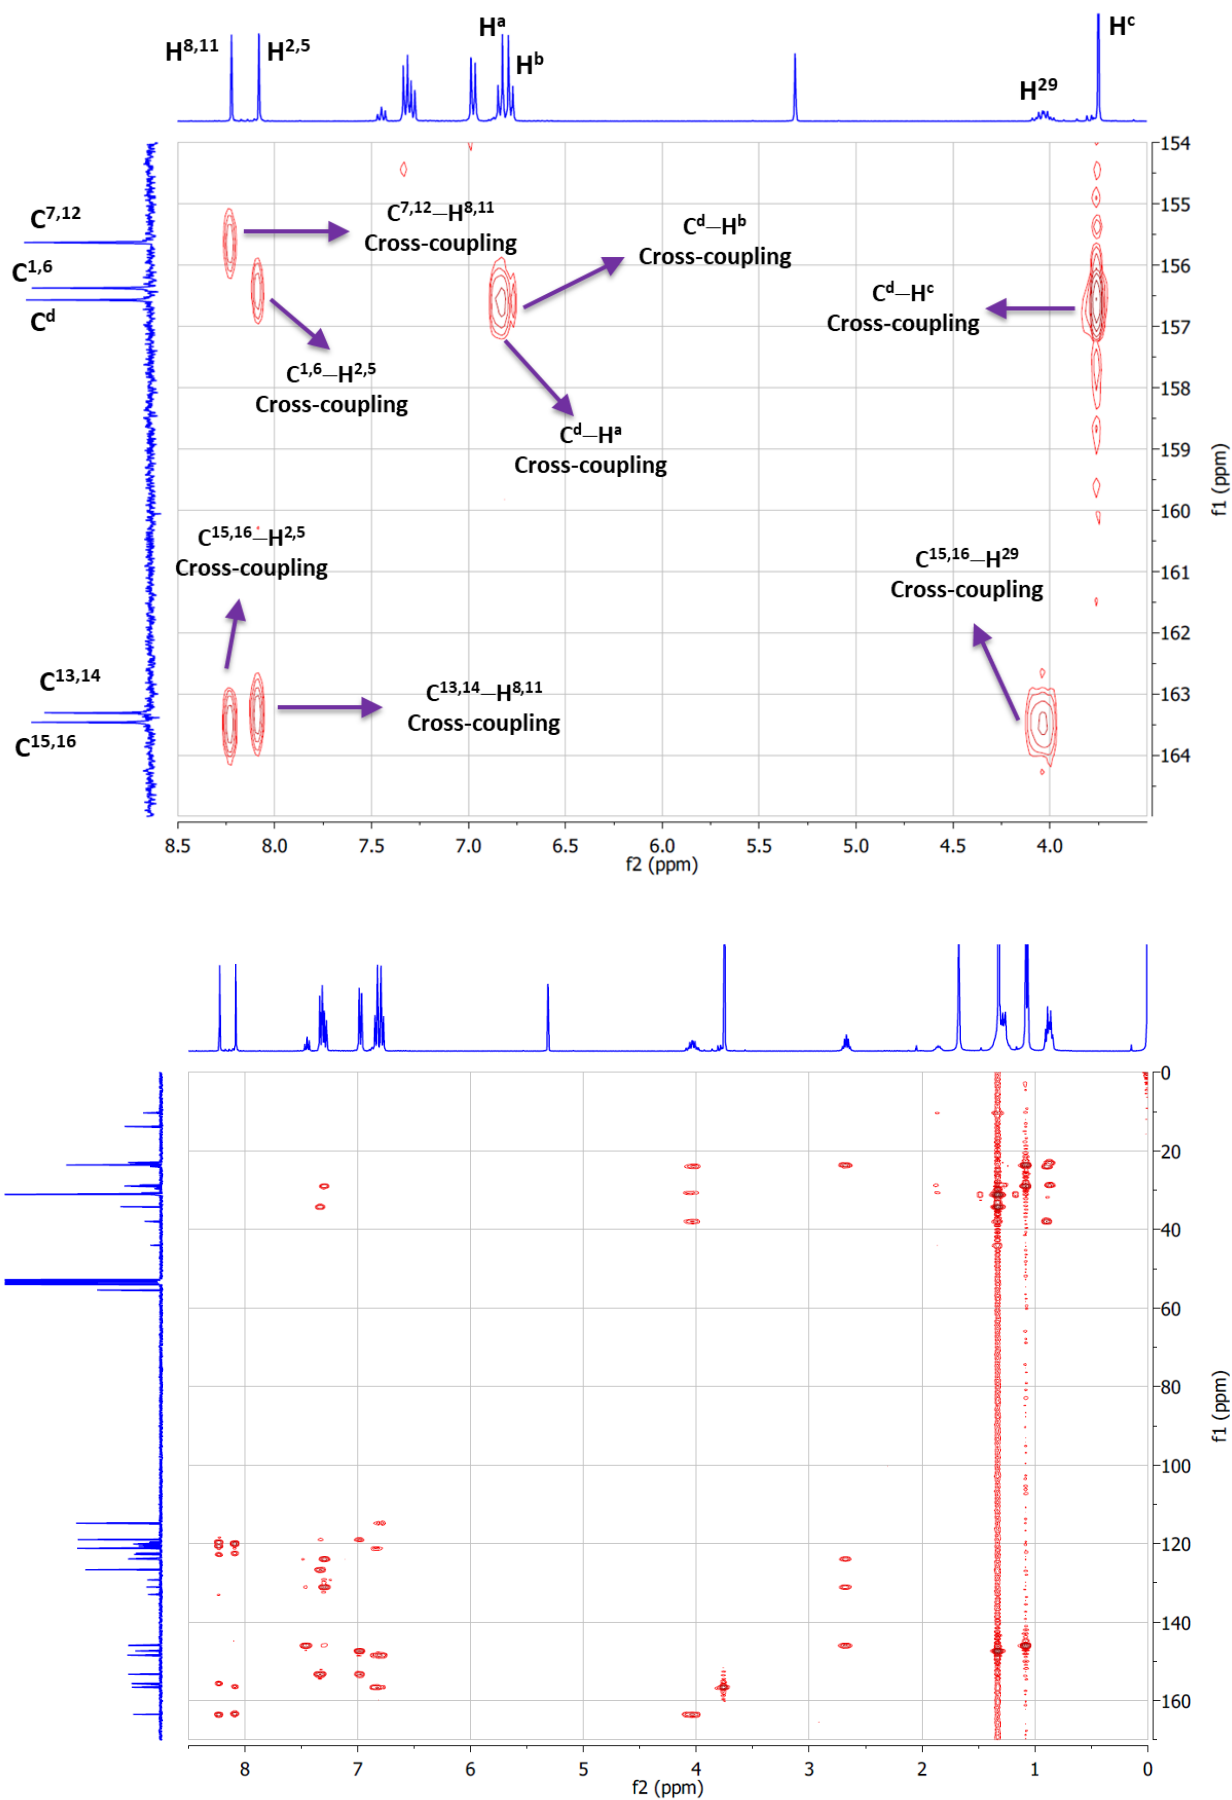 H8,11
H2,5
Ha
Hb
Hc
H29
154
155
156
157
158
159
160
161
162
163
164
f1 (ppm)
C7,12
C1,6
Cd
C13,14
C15,16
C7,12–H8,11
Cross-coupling
Cd–Hb
Cross-coupling
Cd–Hc
Cross-coupling
C1,6–H2,5
Cross-coupling
Cd–Ha
Cross-coupling
C15,16–H2,5
Cross-coupling
C15,16–H29
Cross-coupling
C13,14–H8,11
Cross-coupling
8.5 8.0 7.5 7.0 6.5 6.0 5.5 5.0 4.5 4.0
f2 (ppm)
0
20
40
60
80
100
120
140
160
f1 (ppm)
8 7 6 5 4 3 2 1 0
f2 (ppm)